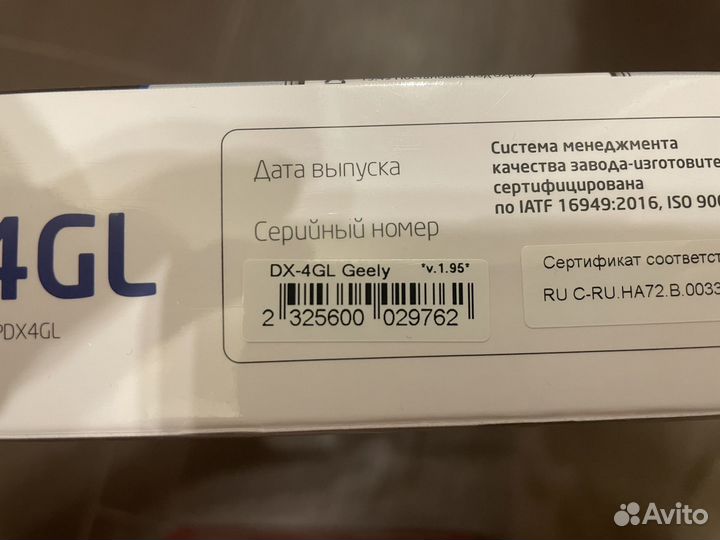 Дата выпуска
Серийный номер
Система менеджмента
качества завода-изготовите
сертифицирована
по IATF 16949:2016, ISO 900
4GL
PDX4GL
DX-4GL Geely *v.1.95*
2 325600 029762
Сертификат соответст
RU C-RU.HA72.B.0033
Avito